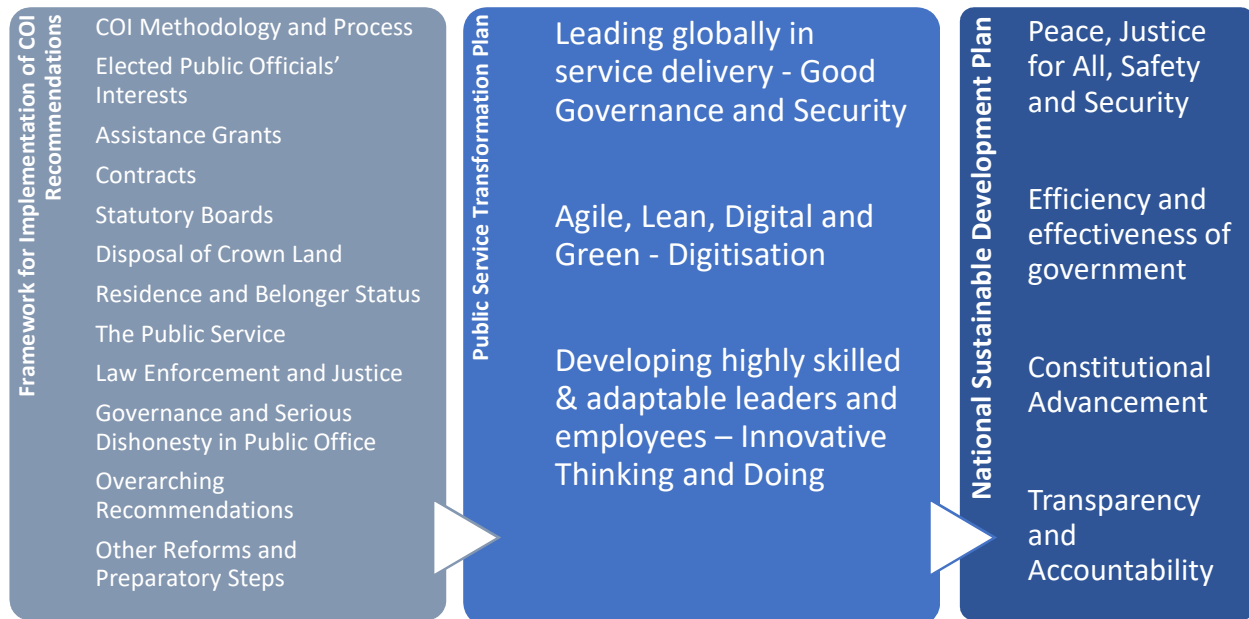 Framework for Implementation of COI
Recommendations
COI Methodology and Process
Elected Public Officials’
Interests
Assistance Grants
Contracts
Statutory Boards
Disposal of Crown Land
Residence and Belonger Status
The Public Service
Law Enforcement and Justice
Governance and Serious
Dishonesty in Public Office
Overarching
Recommendations
Other Reforms and
Preparatory Steps
Public Service Transformation Plan
Leading globally in
service delivery - Good
Governance and Security
Agile, Lean, Digital and
Green - Digitisation
Developing highly skilled
& adaptable leaders and
employees – Innovative
Thinking and Doing
National Sustainable Development Plan
Peace, Justice
for All, Safety
and Security
Efficiency and
effectiveness of
government
Constitutional
Advancement
Transparency
and
Accountability